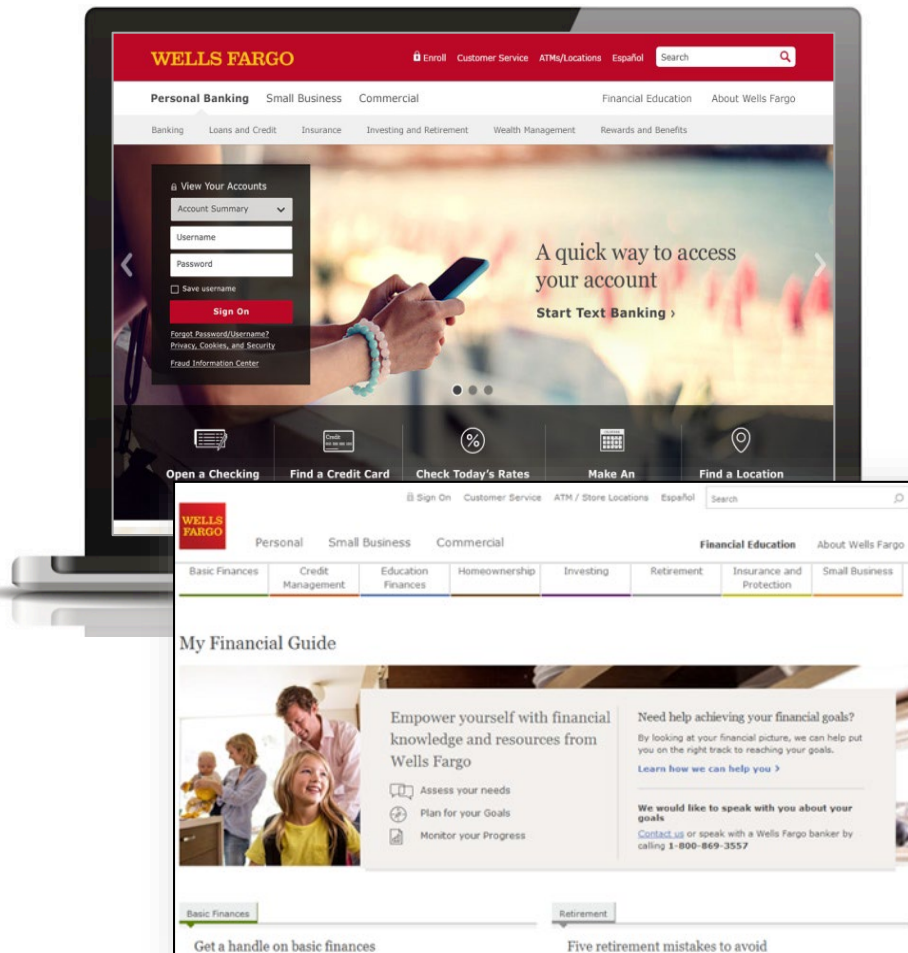 WELLS FARGO
Enroll Customer Service ATMs/Locations Español Search
Personal Banking Small Business Commercial Financial Education About Wells Fargo
Banking Loans and Credit Insurance Investing and Retirement Wealth Management Rewards and Benefits
View Your Accounts
Account Summary
Username
Password
Save username
Sign On
Forgot Password/Username?
Privacy, Cookies, and Security
Fraud Information Center
A quick way to access
your account
Start Text Banking ›
Open a Checking Find a Credit Card Check Today's Rates Make An Find a Location
Sign On Customer Service ATM / Store Locations Español Search
WELLS
FARGO
Personal Small Business Commercial Financial Education About Wells Fargo
Basic Finances
Credit
Management
Education
Finances
Homeownership
Investing
Retirement
Insurance and
Protection
Small Business
My Financial Guide
Empower yourself with financial
knowledge and resources from
Wells Fargo
Assess your needs
Plan for your Goals
Monitor your Progress
Need help achieving your financial goals?
By looking at your financial picture, we can help put
you on the right track to reaching your goals.
Learn how we can help you >
We would like to speak with you about your
goals
Contact us or speak with a Wells Fargo banker by
calling 1-800-869-3557
Basic Finances
Get a handle on basic finances
Retirement
Five retirement mistakes to avoid